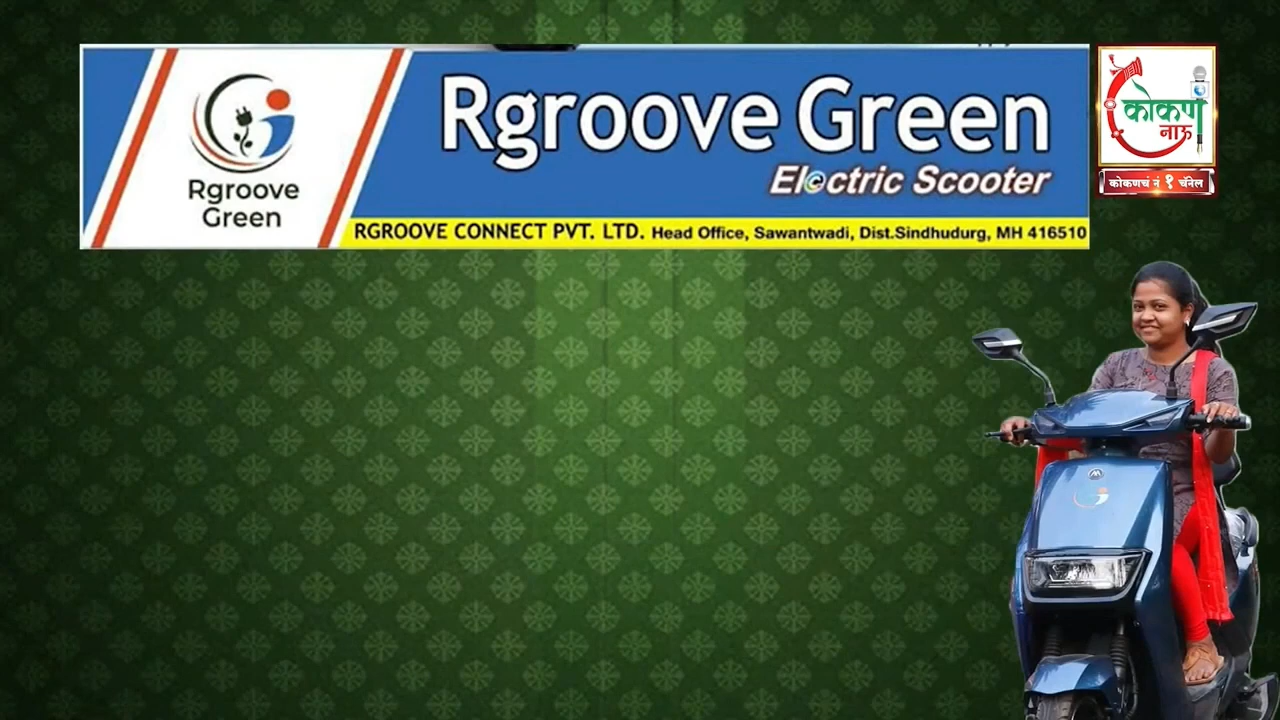 Rgroove Green
Electric Scooter
Rgroove
Green
RGROOVE CONNECT PVT. LTD. Head Office, Sawantwadi, Dist.Sindhudurg, MH 416510
कोकण
नाऊ
कोकणचं नं १ चॅनेल